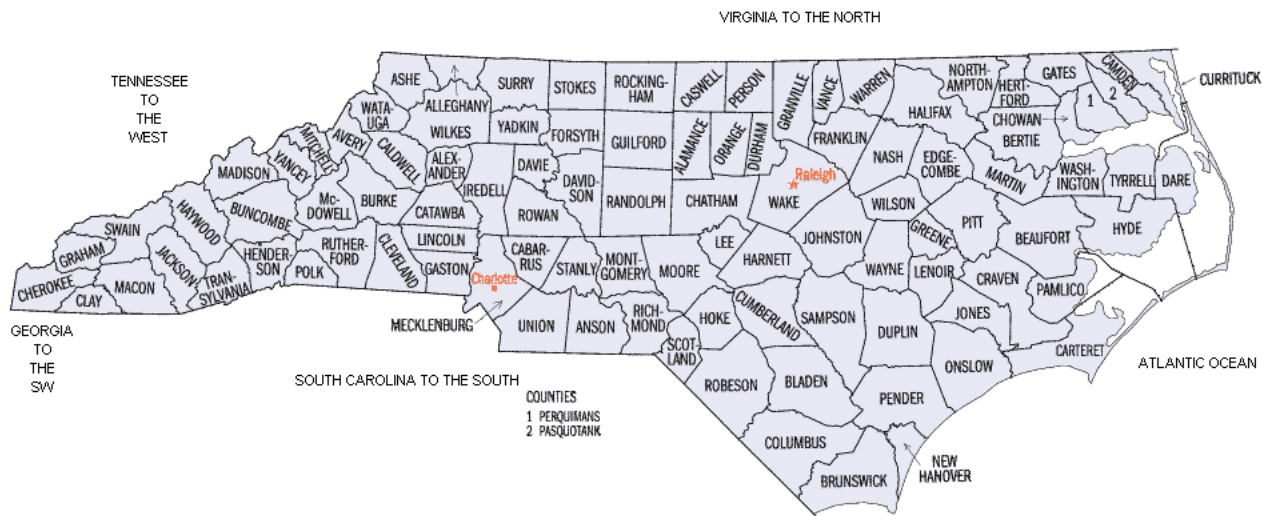 VIRGINIA TO THE NORTH
TENNESSEE
TO
THE
WEST
ASHE
ALLEGHANY
SURRY
STOKES
ROCKING-
HAM
CASWELL
PERSON
GRANVILLE
VANCE
WARREN
NORTH-
AMPTON
HERT-
FORD
GATES
CAMDEN
CURRITUCK
WATA-
UGA
WILKES
YADKIN
FORSYTH
GUILFORD
ALAMANCE
ORANGE
DURHAM
FRANKLIN
HALIFAX
CHOWAN
BERTIE
1
2
MITCHELL
AVERY
CALDWELL
ALEX-
ANDER
IREDELL
DAVIE
DAVID-
SON
RANDOLPH
CHATHAM
Raleigh
WAKE
NASH
EDGE-
COMBE
MARTIN
WASH-
INGTON
TYRRELL
DARE
MADISON
YANCEY
Mc-
DOWELL
BURKE
CATAWBA
ROWAN
WILSON
PITT
BEAUFORT
HYDE
HAYWOOD
BUNCOMBE
LINCOLN
CABAR-
RUS
STANLY
MONT-
GOMERY
MOORE
LEE
HARNETT
JOHNSTON
GREENE
SWAIN
GRAHAM
JACKSON
HENDER-
SON
RUTHER-
FORD
POLK
CLEVELAND
GASTON
Charlotte
WAYNE
LENOIR
CRAVEN
PAMLICO
CHEROKEE
CLAY
MACON
TRAN-
SYLVANIA
MECKLENBURG
UNION
ANSON
RICH-
MOND
HOKE
SCOT-
LAND
CUMBERLAND
SAMPSON
DUPLIN
JONES
CARTERET
ONSLOW
GEORGIA
TO
THE
SW
SOUTH CAROLINA TO THE SOUTH
ATLANTIC OCEAN
ROBESON
BLADEN
PENDER
COUNTIES
1 PERQUIMANS
2 PASQUOTANK
COLUMBUS
BRUNSWICK
NEW
HANOVER